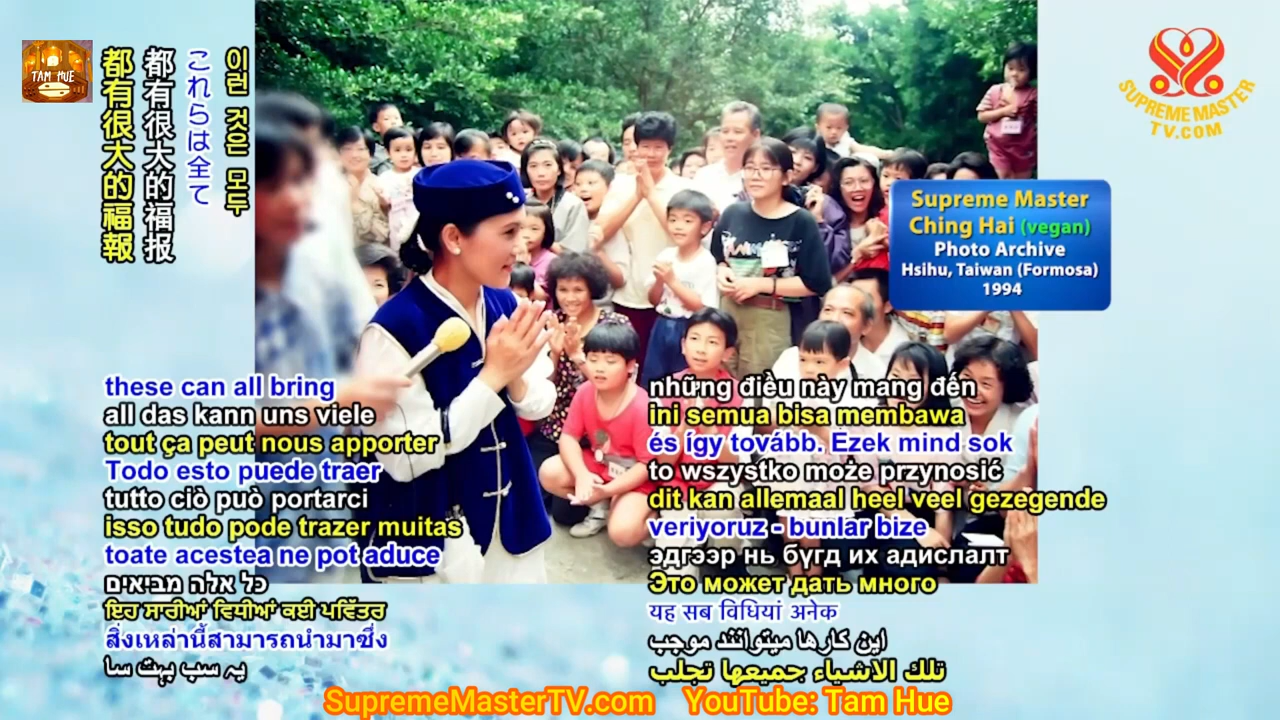 TAM HUE
都有很大的福報
都有很大的福报
これらは全て
이런 것은 모두
SUPREME MASTER
TV.COM
Supreme Master
Ching Hai (vegan)
Photo Archive
Hsihu, Taiwan (Formosa)
1994
these can all bring
all das kann uns viele
tout ça peut nous apporter
Todo esto puede traer
tutto ciò può portarci
isso tudo pode trazer muitas
toate acestea ne pot aduce
כל אלה מביאים
ਇਹ ਸਾਰੀਆਂ ਵਿਧੀਆਂ ਕਈ ਪਵਿੱਤਰ
สิ่งเหล่านี้สามารถนำมาซึ่ง
یہ سب بہت سا
những điều này mang đến
ini semua bisa membawa
és így tovább. Ezek mind sok
to wszystko może przynosić
dit kan allemaal heel veel gezegende
veriyoruz - bunlar bize
эдгээр нь бүгд их адислалт
Это может дать много
यह सब विधियां अनेक
این کارها میتوانند موجب
تلك الاشياء جميعها تجلب
SupremeMasterTV.com YouTube: Tam Hue